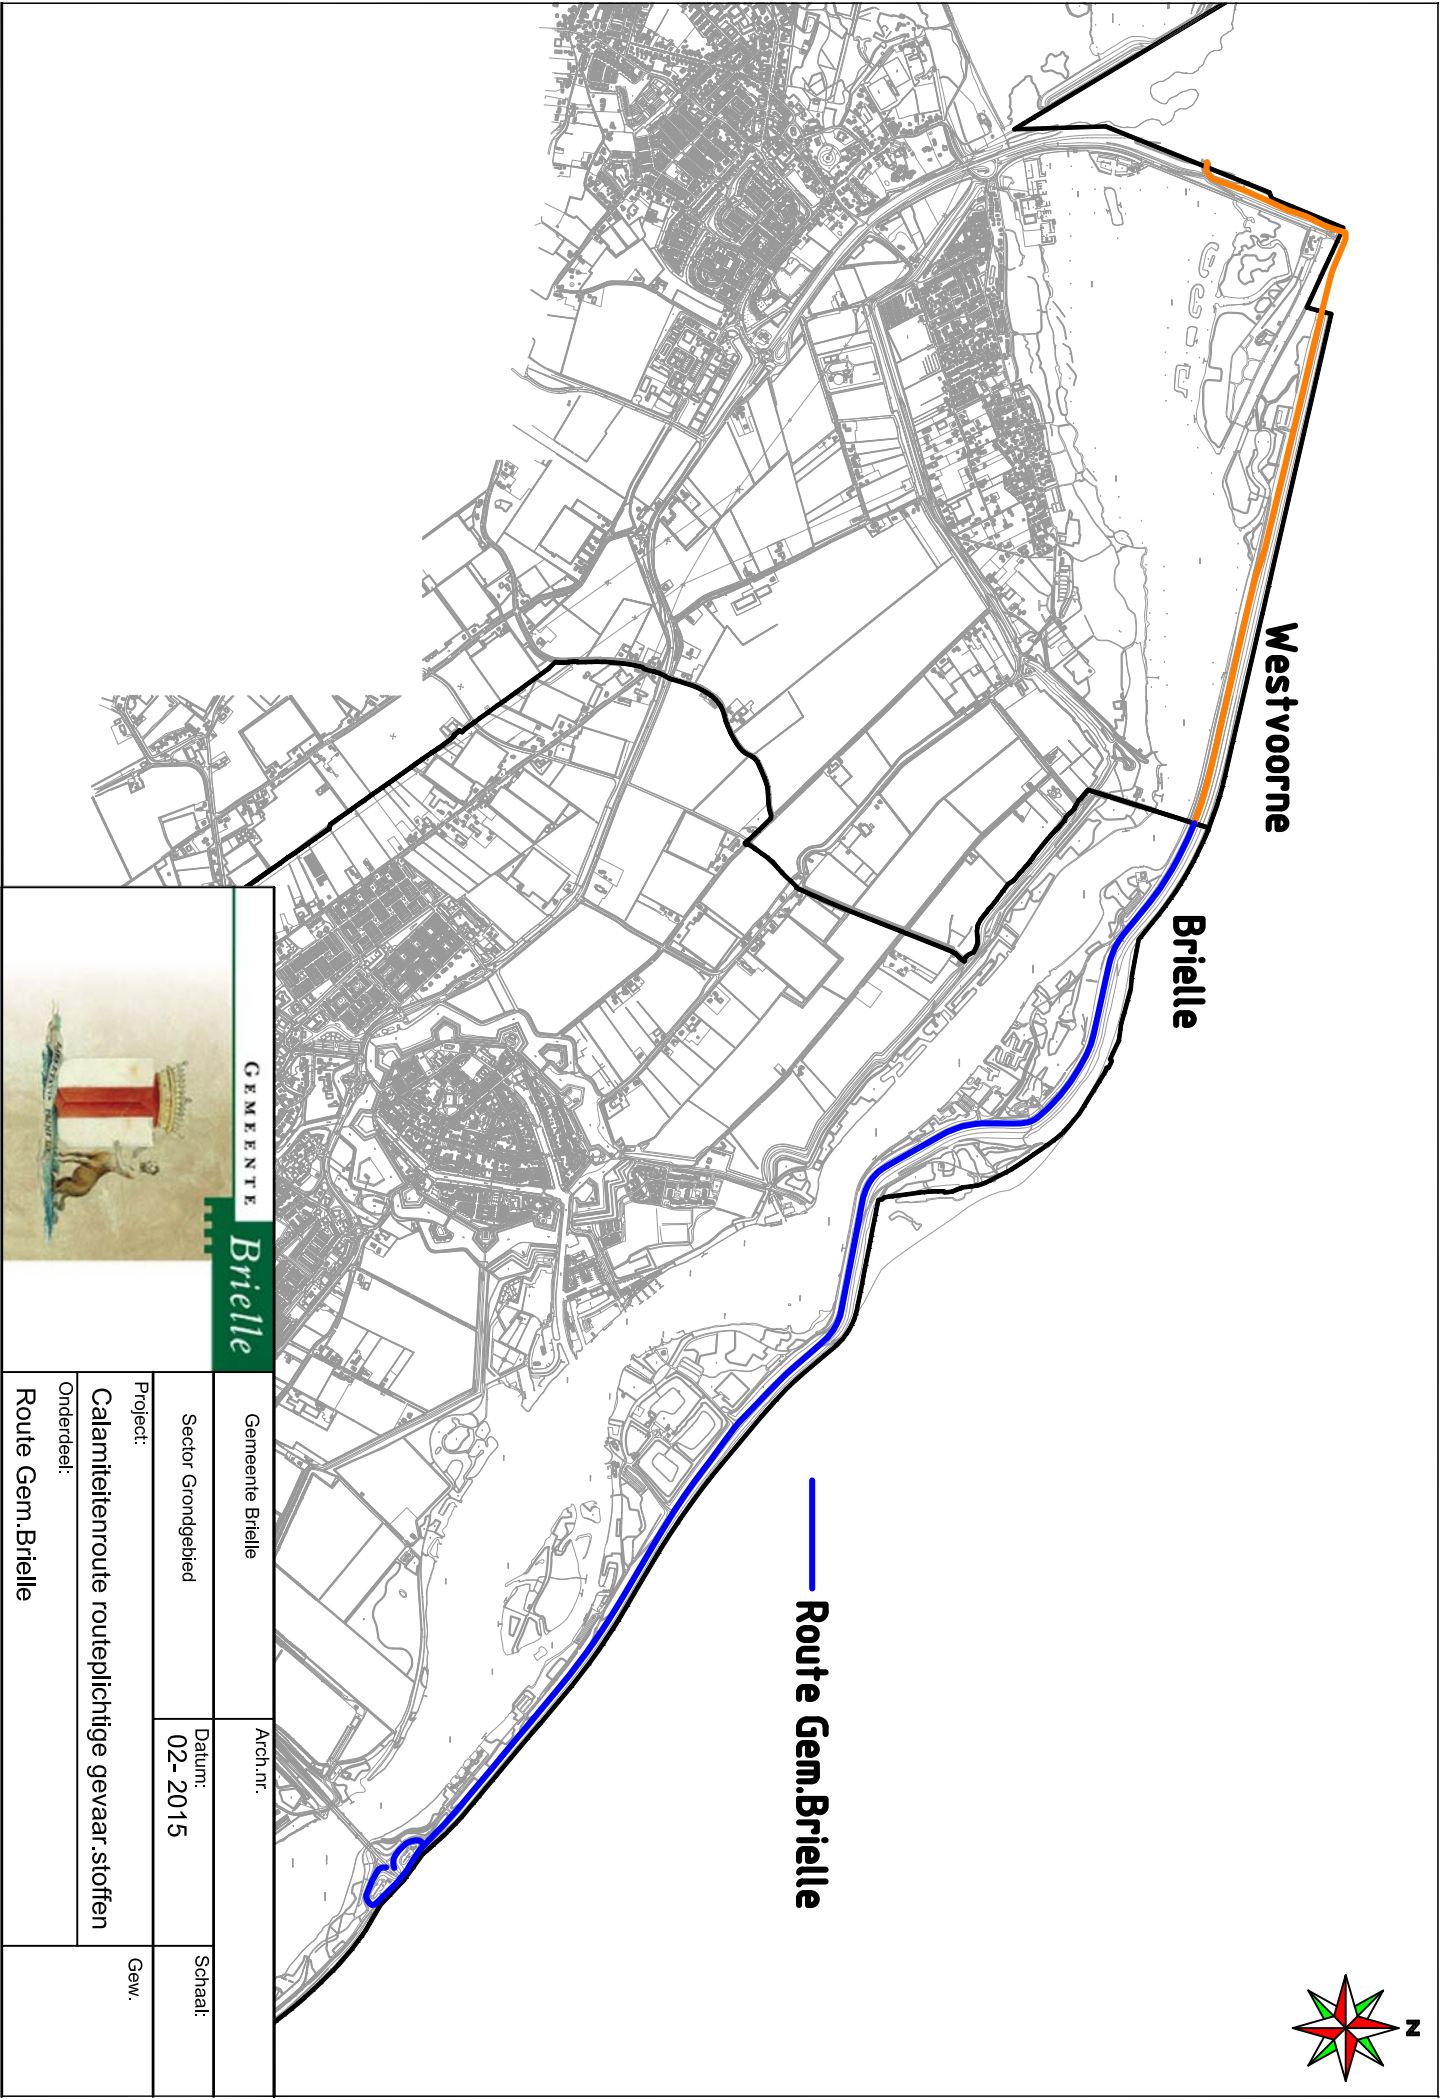 Westvoorne
Brielle
Route Gem.Brielle
N
GEMEENTE
Brielle
Gemeente Brielle
Arch.nr.
Sector Grondgebied
Datum:
02- 2015
Schaal:
Project:
Calamiteitenroute routeplichtige gevaar.stoffen
Gew.
Onderdeel:
Route Gem.Brielle